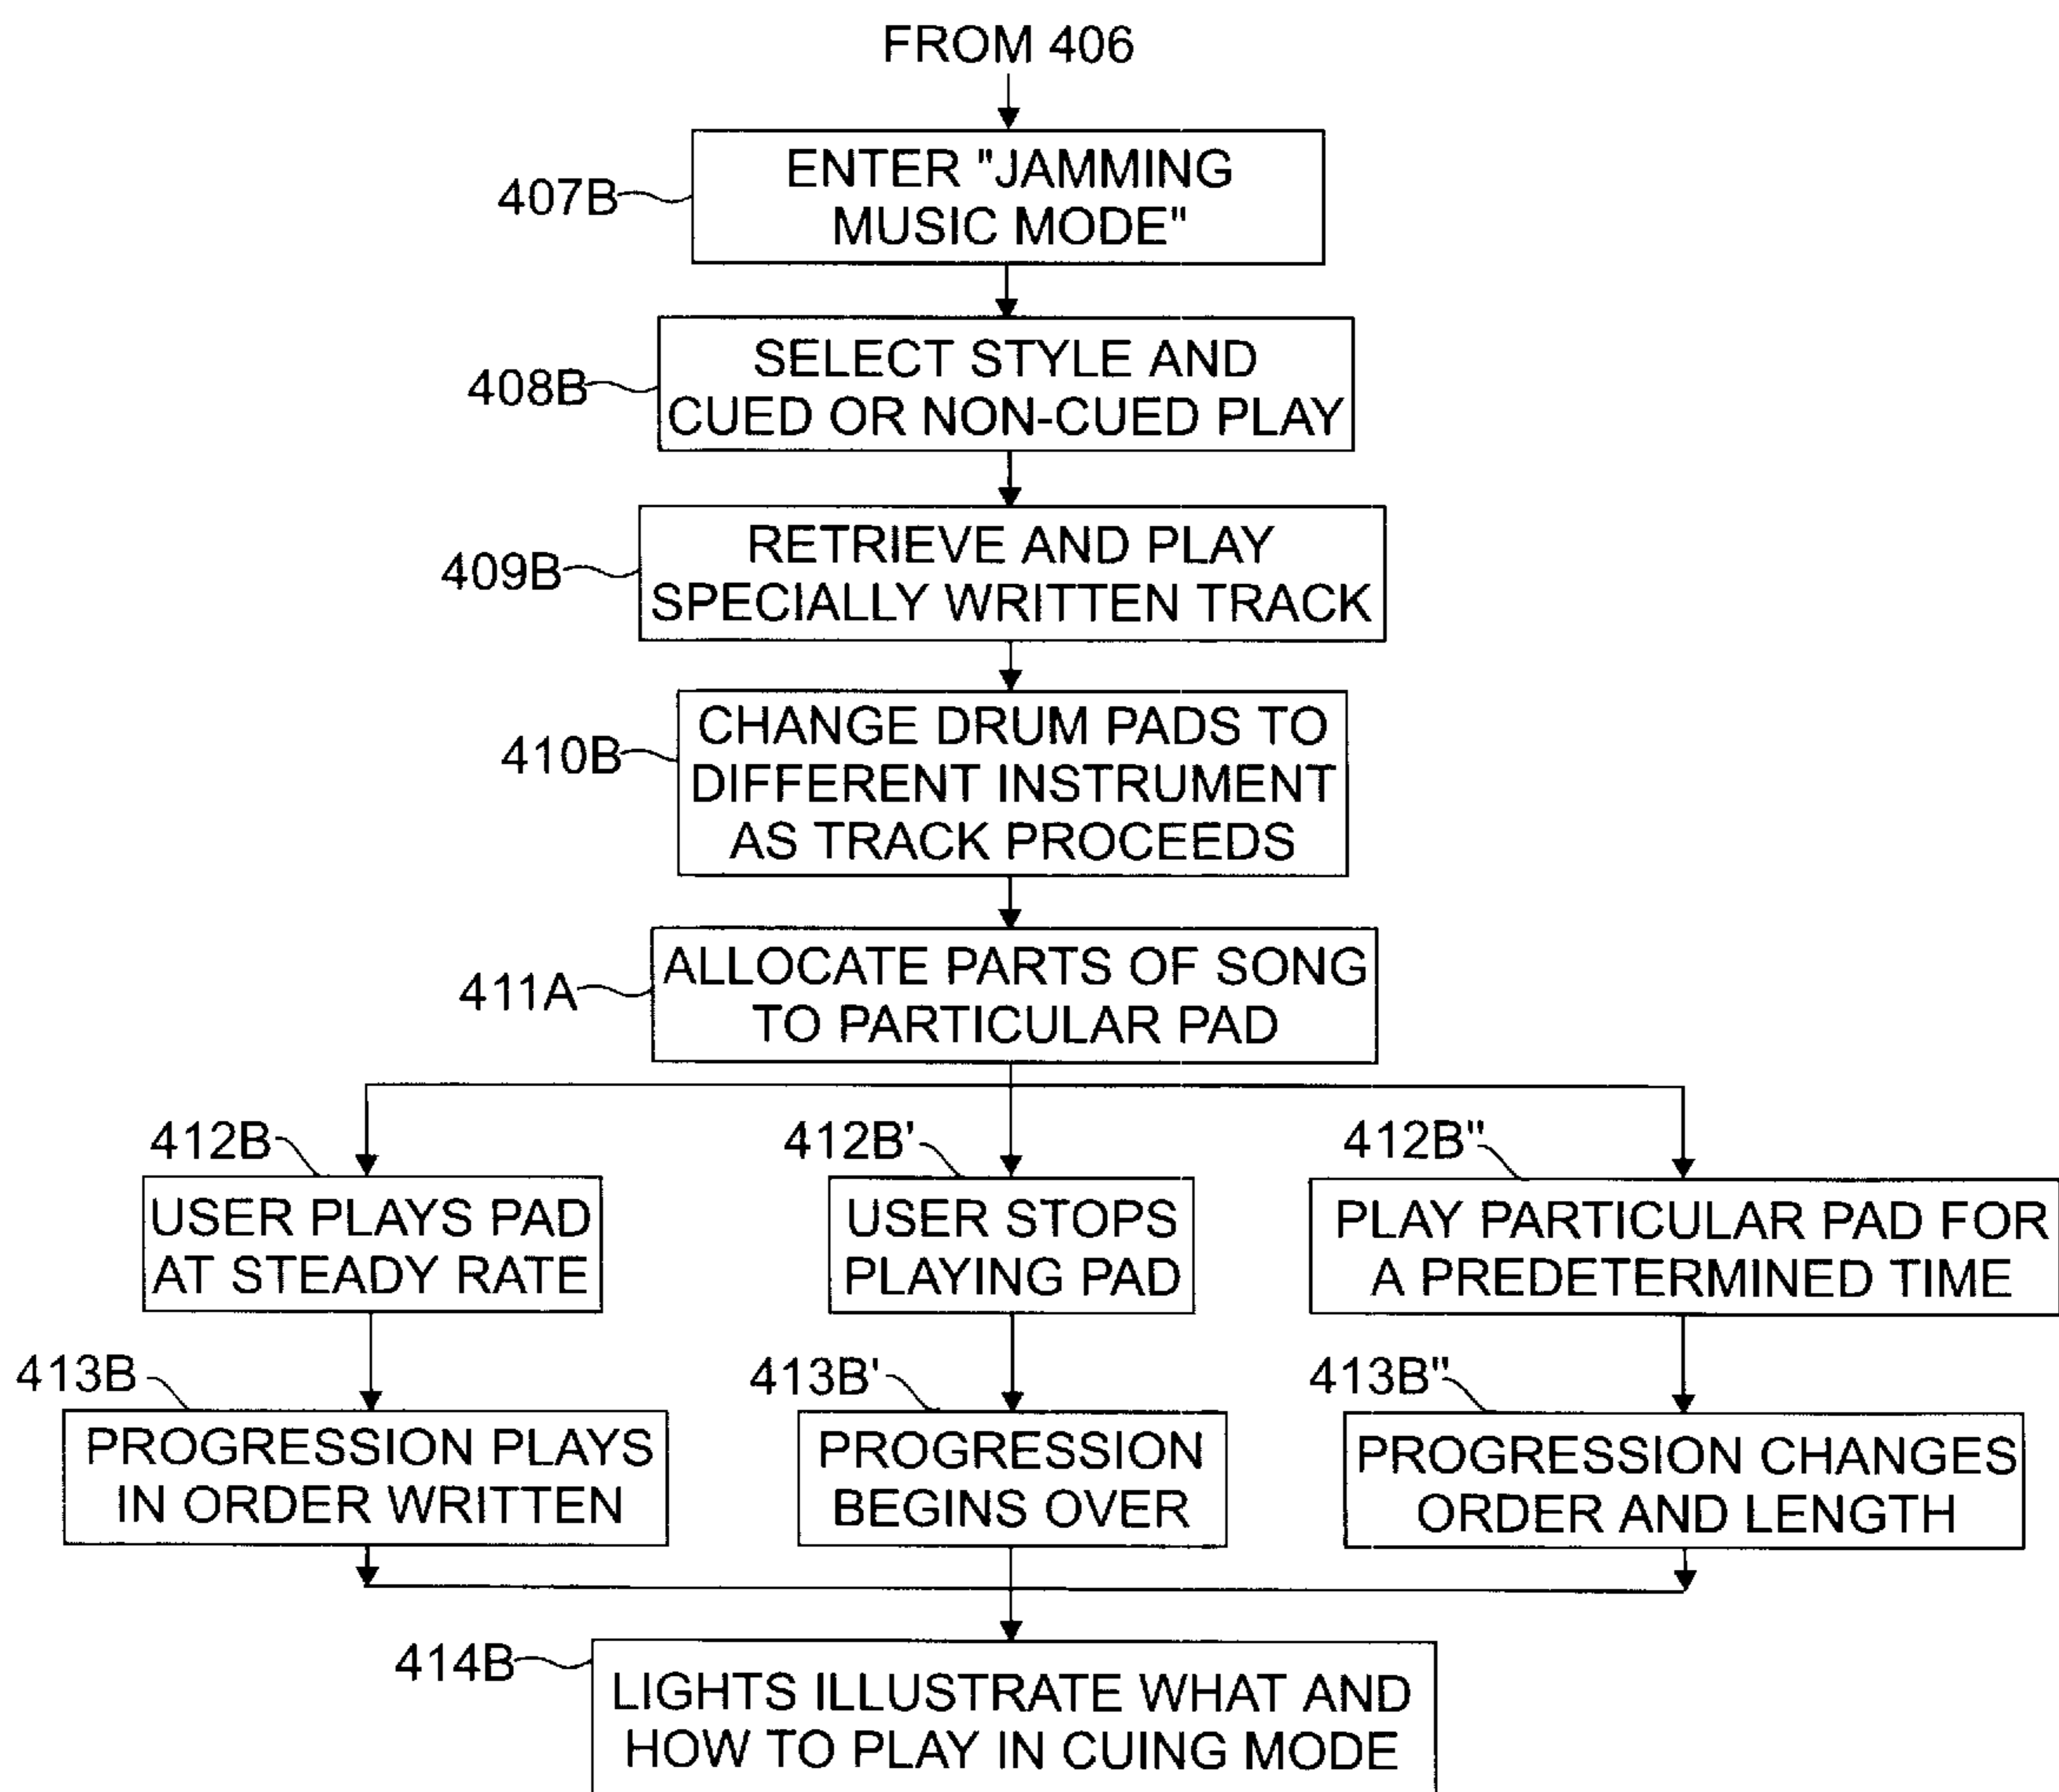 FROM 406
407B
ENTER "JAMMING
MUSIC MODE"
408B
SELECT STYLE AND
CUED OR NON-CUED PLAY
409B
RETRIEVE AND PLAY
SPECIALLY WRITTEN TRACK
410B
CHANGE DRUM PADS TO
DIFFERENT INSTRUMENT
AS TRACK PROCEEDS
411A
ALLOCATE PARTS OF SONG
TO PARTICULAR PAD
412B
USER PLAYS PAD
AT STEADY RATE
412B'
USER STOPS
PLAYING PAD
412B"
PLAY PARTICULAR PAD FOR
A PREDETERMINED TIME
413B
PROGRESSION PLAYS
IN ORDER WRITTEN
413B'
PROGRESSION
BEGINS OVER
413B"
PROGRESSION CHANGES
ORDER AND LENGTH
414B
LIGHTS ILLUSTRATE WHAT AND
HOW TO PLAY IN CUING MODE